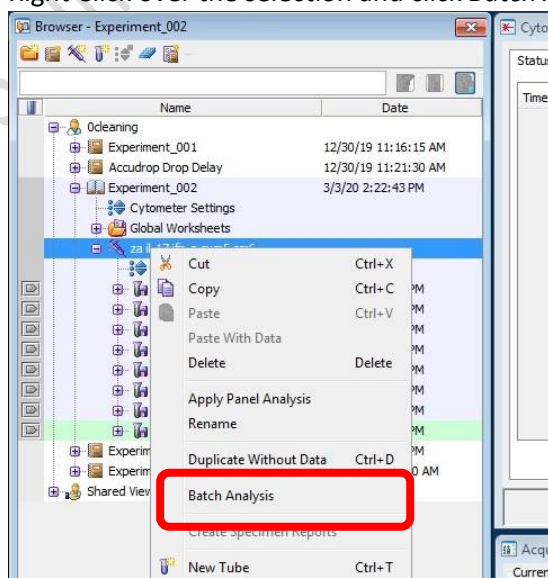 Right click over the selection and click Batch
Browser - Experiment_002
Cyto
Status
Time
Name Date
0cleaning
Experiment_001 12/30/19 11:16:15 AM
Accudrop Drop Delay 12/30/19 11:21:30 AM
Experiment_002 3/3/20 2:22:43 PM
Cytometer Settings
Global Worksheets
Cut Ctrl+X
Copy Ctrl+C PM
Paste Ctrl+V PM
Paste With Data PM
Delete Delete PM
Apply Panel Analysis PM
Rename PM
Experim PM
Duplicate Without Data Ctrl+D
Experim 0 AM
Shared View
Batch Analysis
Create Specimen Reports
New Tube Ctrl+T
Acqu
Curren